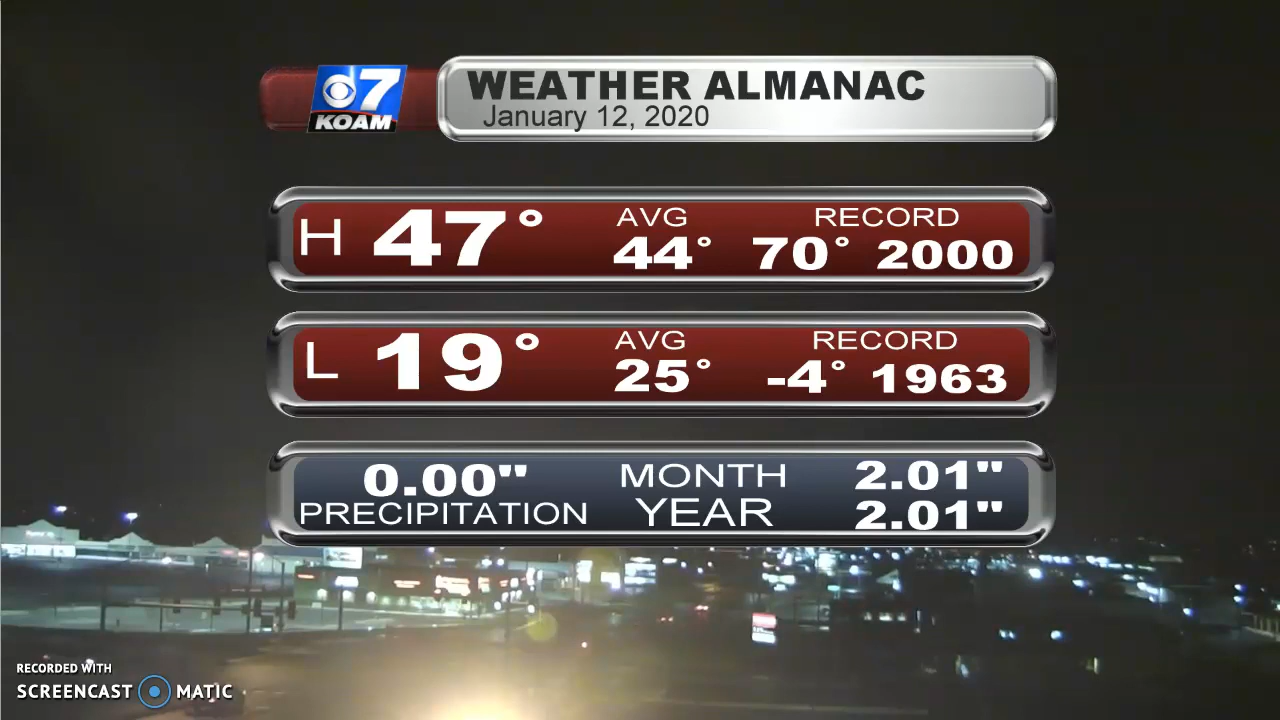 7
KOAM
WEATHER ALMANAC
January 12, 2020
H 47° AVG 44° RECORD 70° 2000
L 19° AVG 25° RECORD -4° 1963
0.00" MONTH 2.01"
PRECIPITATION YEAR 2.01"
RECORDED WITH
SCREENCAST MATIC